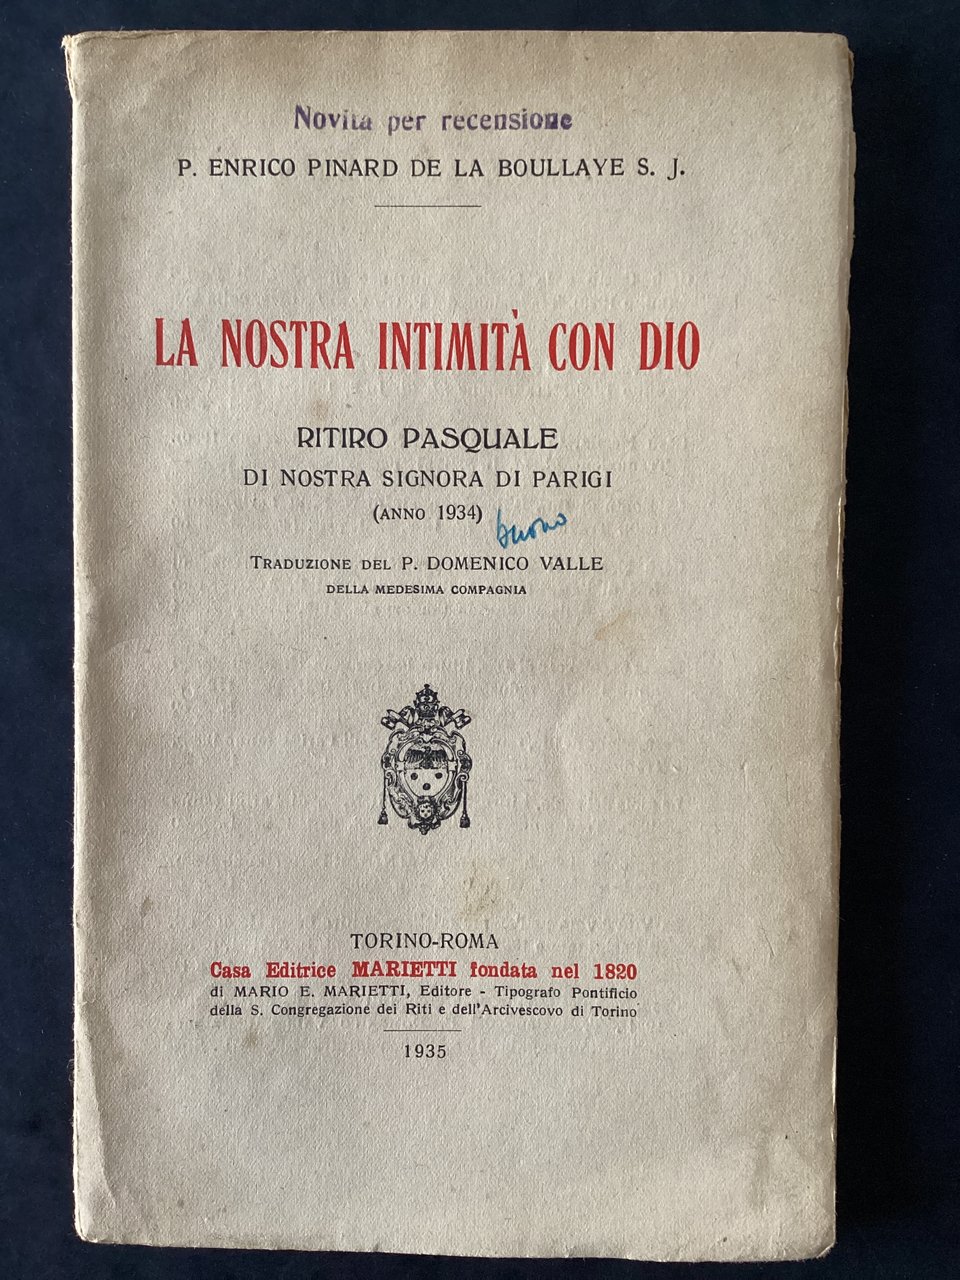 Novità per recensione
P. ENRICO PINARD DE LA BOULLAYE S. J.
LA NOSTRA INTIMITÀ CON DIO
RITIRO PASQUALE
DI NOSTRA SIGNORA DI PARIGI
(ANNO 1934)
buono
TRADUZIONE DEL P. DOMENICO VALLE
DELLA MEDESIMA COMPAGNIA
TORINO-ROMA
Casa Editrice MARIETTI fondata nel 1820
di MARIO E. MARIETTI, Editore - Tipografo Pontificio
della S. Congregazione dei Riti e dell'Arcivescovo di Torino
1935